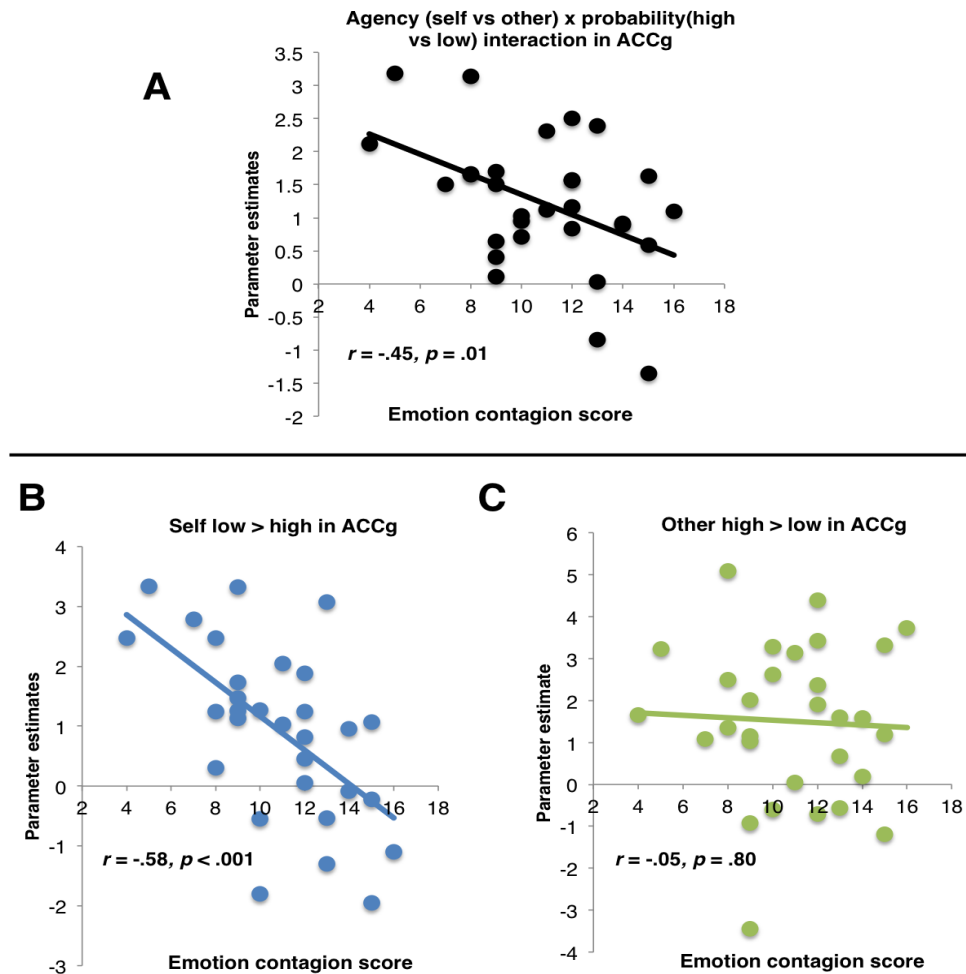 Agency (self vs other) x probability(high
vs low) interaction in ACCg
A
3.5
3
2.5
2
1.5
1
0.5
0
-0.5
-1
-1.5
-2
2 4 6 8 10 12 14 16 18
Parameter estimates
r = -.45, p = .01
Emotion contagion score
B
Self low > high in ACCg
4
3
2
1
0
-1
-2
-3
2 4 6 8 10 12 14 16 18
Parameter estimates
r = -.58, p < .001
Emotion contagion score
C
Other high > low in ACCg
6
5
4
3
2
1
0
-1
-2
-3
-4
2 4 6 8 10 12 14 16 18
Parameter estimate
r = -.05, p = .80
Emotion contagion score